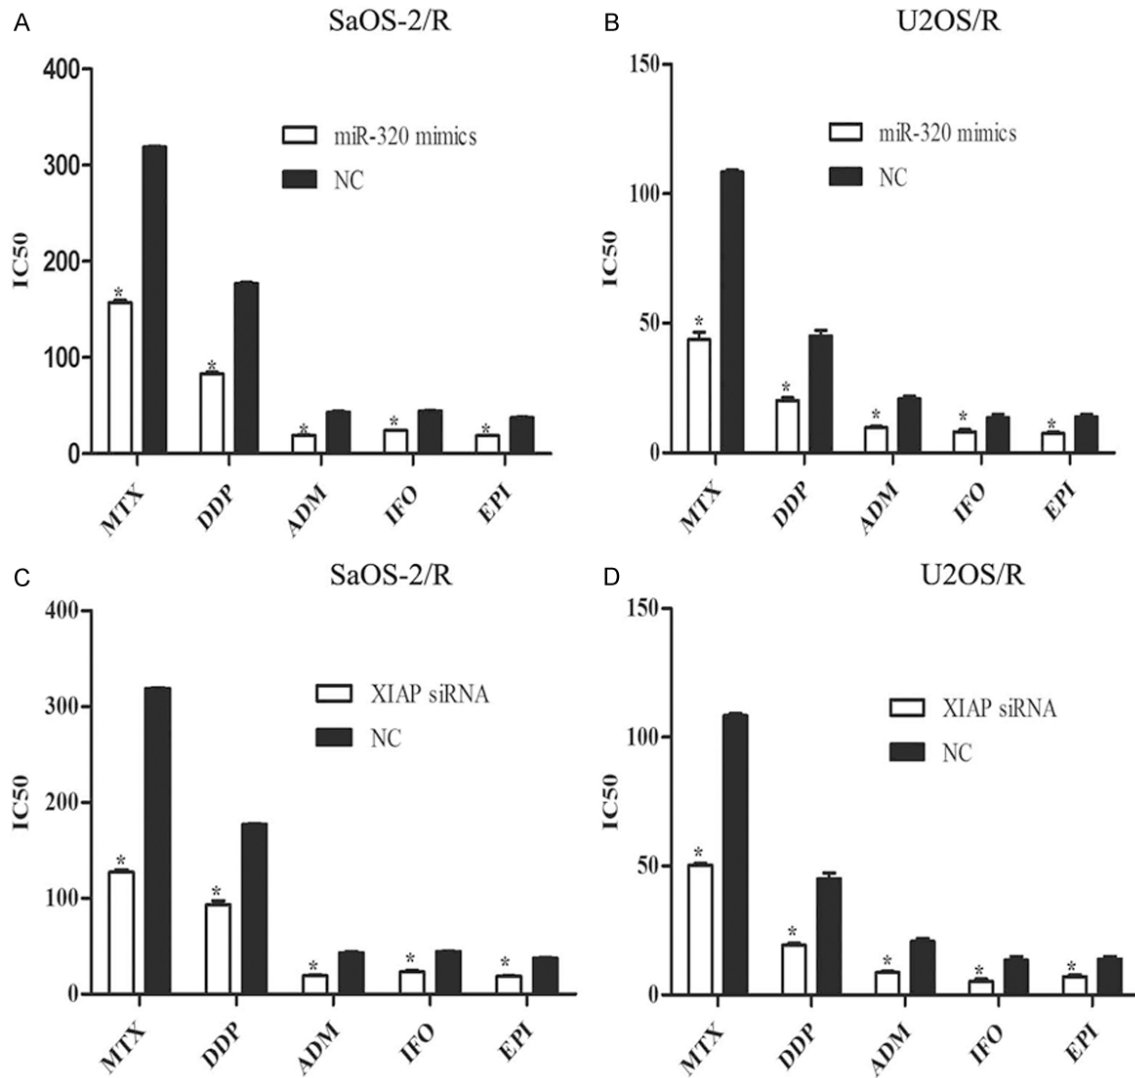 A
SaOS-2/R
400
300
200
100
0
IC50
miR-320 mimics
NC
*
*
*
*
*
MTX
DDP
ADM
IFO
EPI
B
U2OS/R
150
100
50
0
IC50
miR-320 mimics
NC
*
*
*
*
*
MTX
DDP
ADM
IFO
EPI
C
SaOS-2/R
400
300
200
100
0
IC50
XIAP siRNA
NC
*
*
*
*
*
MTX
DDP
ADM
IFO
EPI
D
U2OS/R
150
100
50
0
IC50
XIAP siRNA
NC
*
*
*
*
*
MTX
DDP
ADM
IFO
EPI